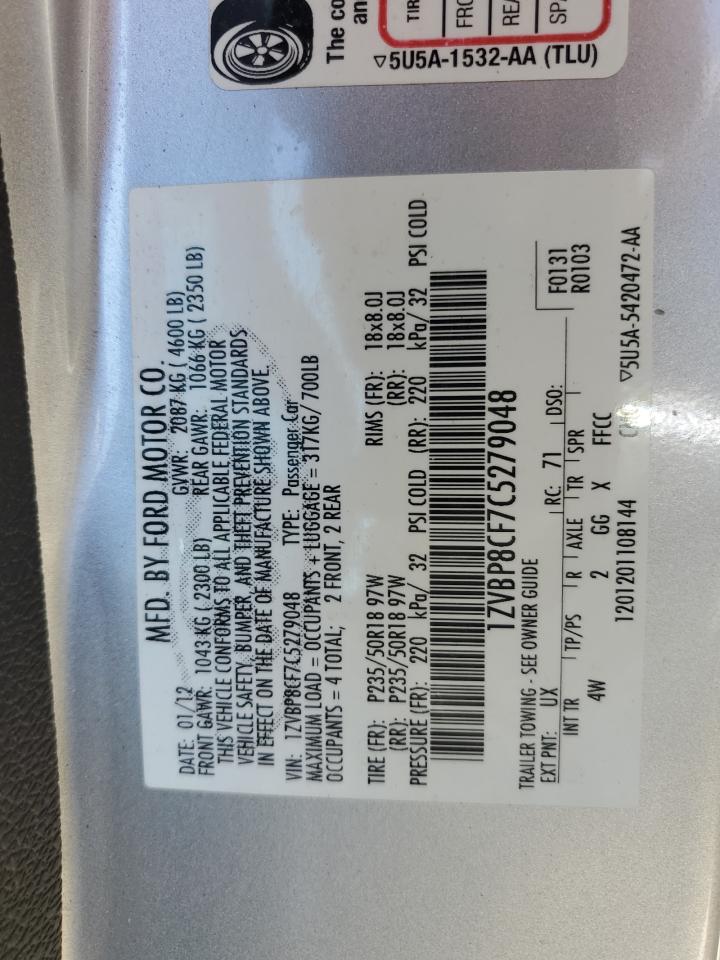 The co
an
TIR
FRO
REA
SPA
▽5U5A-1532-AA (TLU)
MFD. BY FORD MOTOR CO.
DATE: 01/12 GVWR: 2087 KG ( 4600 LB)
FRONT GAWR: 1043 KG ( 2300 LB) REAR GAWR: 1066 KG ( 2350 LB)
THIS VEHICLE CONFORMS TO ALL APPLICABLE FEDERAL MOTOR
VEHICLE SAFETY, BUMPER, AND THEFT PREVENTION STANDARDS
IN EFFECT ON THE DATE OF MANUFACTURE SHOWN ABOVE.
VIN: 1ZVBP8CF7C5279048 TYPE: Passenger Car
MAXIMUM LOAD = OCCUPANTS + LUGGAGE = 317KG/ 700LB
OCCUPANTS = 4 TOTAL; 2 FRONT, 2 REAR
TIRE (FR): P235/50R18 97W RIMS (FR): 18x8.0J
(RR): P235/50R18 97W (RR): 18x8.0J
PRESSURE (FR): 220 kPa/ 32 PSI COLD (RR): 220 kPa/ 32 PSI COLD
1ZVBP8CF7C5279048
TRAILER TOWING - SEE OWNER GUIDE
F0131
R0103
EXT PNT: UX RC: 71 DSO:
INT TR TP/PS R AXLE TR SPR
4W 2 GG X FFCC
1201201108144
▽5U5A-5420472-AA